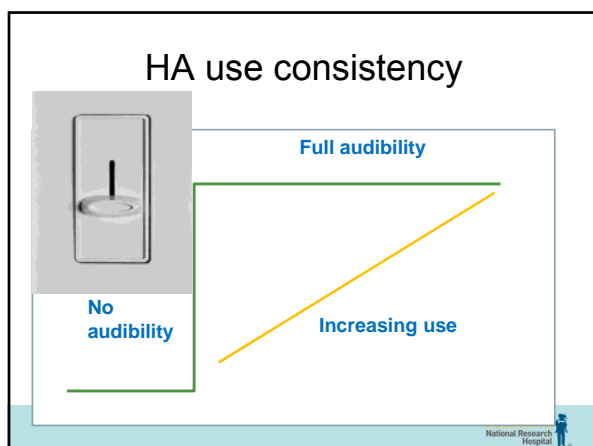 HA use consistency
Full audibility
No
audibility
Increasing use
National Research
Hospital